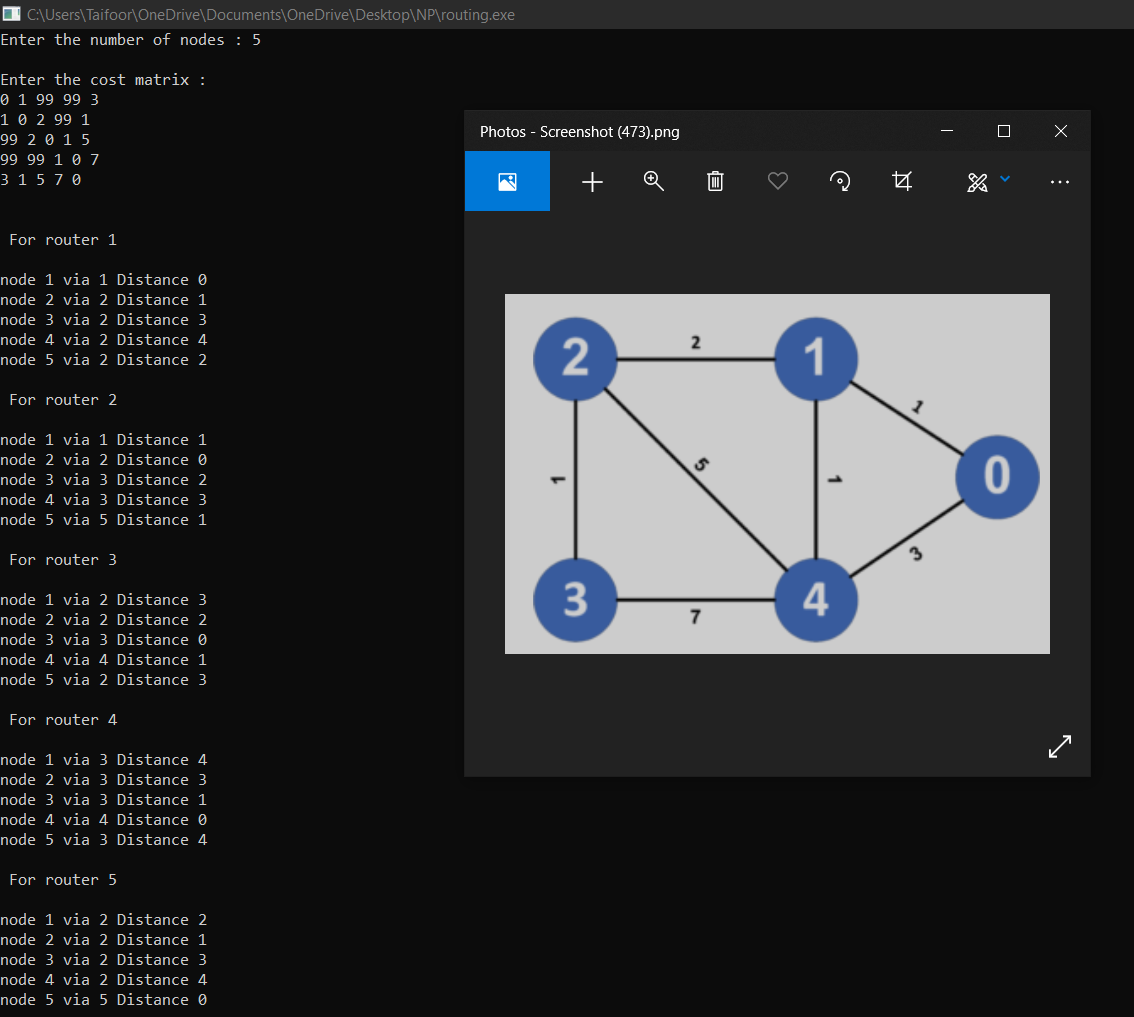 C:\Users\Taifoor\OneDrive\Documents\OneDrive\Desktop\NP\routing.exe
Enter the number of nodes : 5
Enter the cost matrix :
0 1 99 99 3
1 0 2 99 1
99 2 0 1 5
99 99 1 0 7
3 1 5 7 0
For router 1
node 1 via 1 Distance 0
node 2 via 2 Distance 1
node 3 via 2 Distance 3
node 4 via 2 Distance 4
node 5 via 2 Distance 2
For router 2
node 1 via 1 Distance 1
node 2 via 2 Distance 0
node 3 via 3 Distance 2
node 4 via 3 Distance 3
node 5 via 5 Distance 1
For router 3
node 1 via 2 Distance 3
node 2 via 2 Distance 2
node 3 via 3 Distance 0
node 4 via 4 Distance 1
node 5 via 2 Distance 3
For router 4
node 1 via 3 Distance 4
node 2 via 3 Distance 3
node 3 via 3 Distance 1
node 4 via 4 Distance 0
node 5 via 3 Distance 4
For router 5
node 1 via 2 Distance 2
node 2 via 2 Distance 1
node 3 via 2 Distance 3
node 4 via 2 Distance 4
node 5 via 5 Distance 0
Photos - Screenshot (473).png
2
2
1
1
0
1
5
1
3
3
7
4